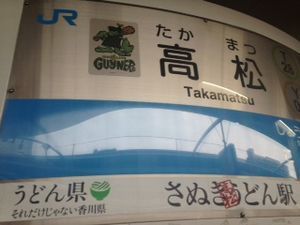 JR
たか まつ
GUYNERS
高松
Takamatsu
うどん県
それだけじゃない香川県
さぬきうどん駅